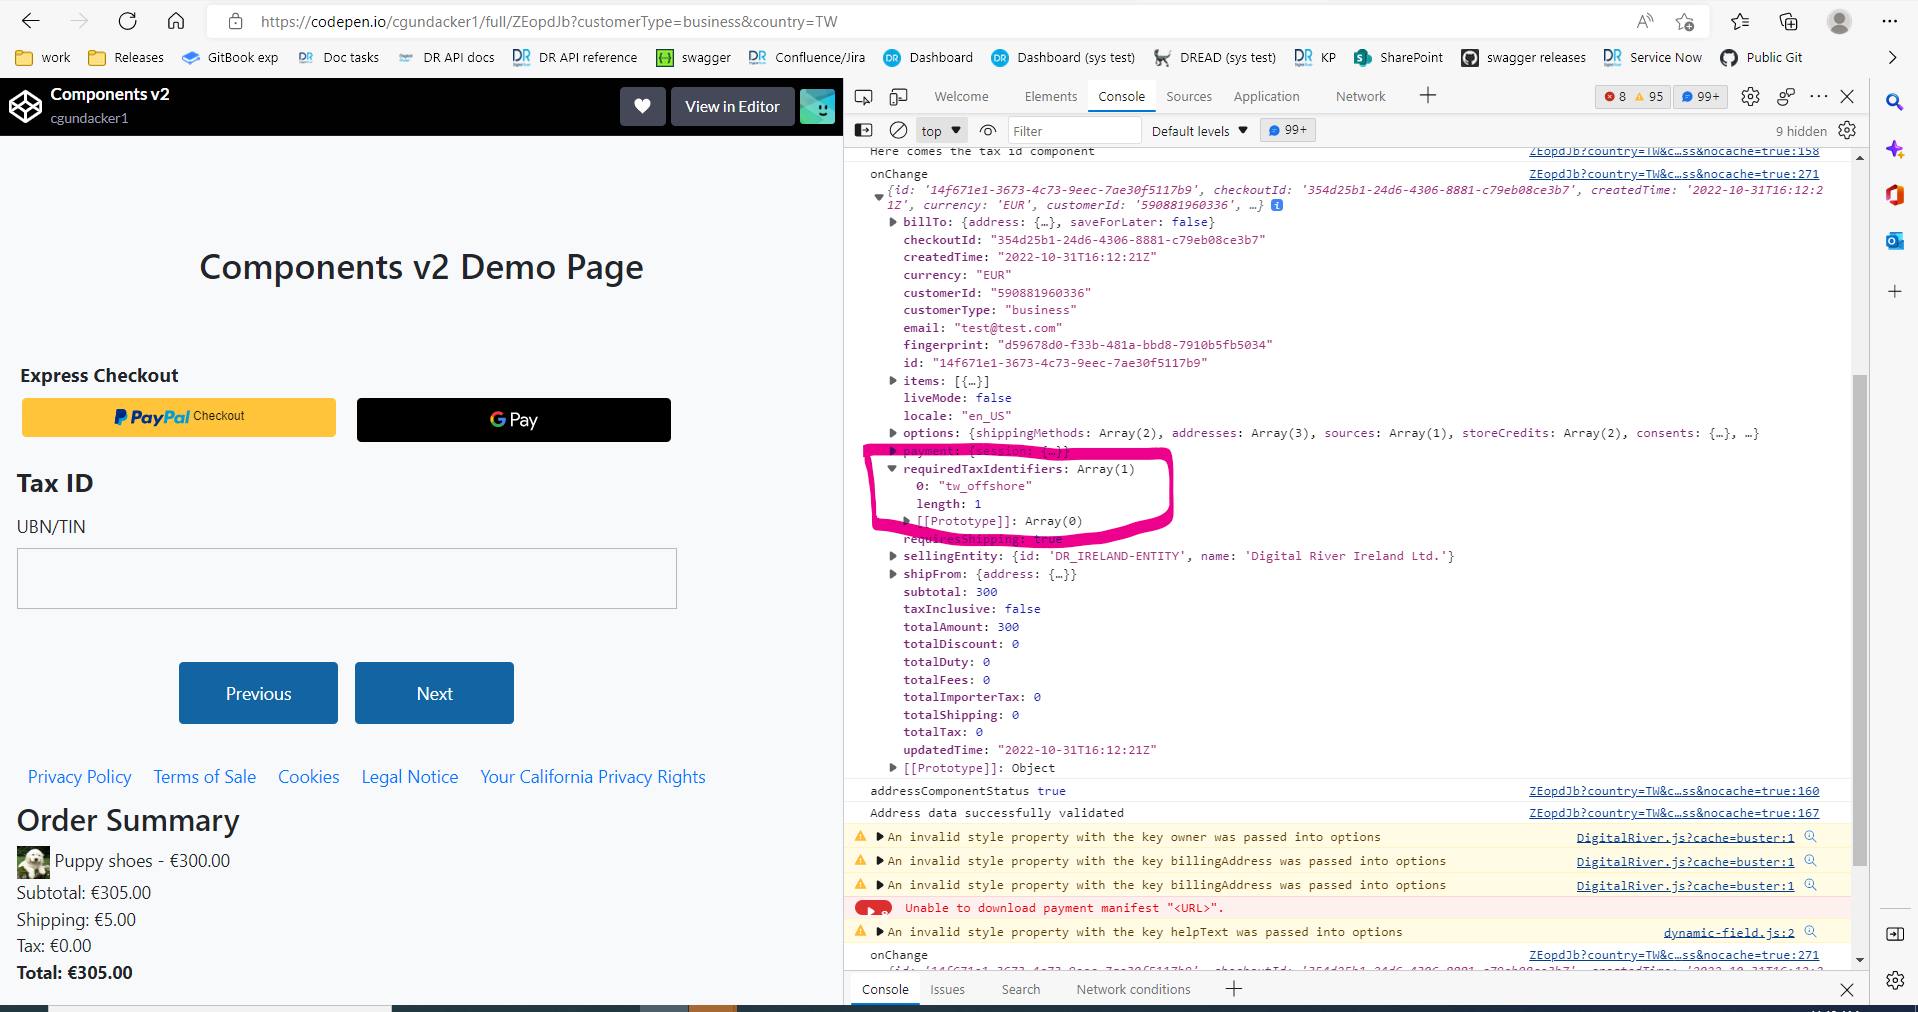 https://codepen.io/cgundacker1/full/ZEopdJb?customerType=business&country=TW
work Releases GitBook exp Doc tasks DR API docs DR API reference swagger Confluence/Jira Dashboard Dashboard (sys test) DREAD (sys test) KP SharePoint swagger releases Service Now Public Git
Components v2
cgundacker1
View in Editor
Components v2 Demo Page
Express Checkout
PayPal Checkout
G Pay
Tax ID
UBN/TIN
Previous Next
Privacy Policy Terms of Sale Cookies Legal Notice Your California Privacy Rights
Order Summary
Puppy shoes - €300.00
Subtotal: €305.00
Shipping: €5.00
Tax: €0.00
Total: €305.00
Welcome Elements Console Sources Application Network 8 95 99+
top Filter Default levels 99+ 9 hidden
Here comes the tax id component ZEopdJb?country=TW&c…ss&nocache=true:158
onChange ZEopdJb?country=TW&c…ss&nocache=true:271
{id: '14f671e1-3673-4c73-9eec-7ae30f5117b9', checkoutId: '354d25b1-24d6-4306-8881-c79eb08ce3b7', createdTime: '2022-10-31T16:12:2
1Z', currency: 'EUR', customerId: '590881960336', …}
billTo: {address: {…}, saveForLater: false}
checkoutId: "354d25b1-24d6-4306-8881-c79eb08ce3b7"
createdTime: "2022-10-31T16:12:21Z"
currency: "EUR"
customerId: "590881960336"
customerType: "business"
email: "test@test.com"
fingerprint: "d59678d0-f33b-481a-bbd8-7910b5fb5034"
id: "14f671e1-3673-4c73-9eec-7ae30f5117b9"
items: [{…}]
liveMode: false
locale: "en_US"
options: {shippingMethods: Array(2), addresses: Array(3), sources: Array(1), storeCredits: Array(2), consents: {…}, …}
payment: {session: {…}}
requiredTaxIdentifiers: Array(1)
0: "tw_offshore"
length: 1
[[Prototype]]: Array(0)
requiresShipping: true
sellingEntity: {id: 'DR_IRELAND-ENTITY', name: 'Digital River Ireland Ltd.'}
shipFrom: {address: {…}}
subtotal: 300
taxInclusive: false
totalAmount: 300
totalDiscount: 0
totalDuty: 0
totalFees: 0
totalImporterTax: 0
totalShipping: 0
totalTax: 0
updatedTime: "2022-10-31T16:12:21Z"
[[Prototype]]: Object
addressComponentStatus true ZEopdJb?country=TW&c…ss&nocache=true:160
Address data successfully validated ZEopdJb?country=TW&c…ss&nocache=true:167
An invalid style property with the key owner was passed into options DigitalRiver.js?cache=buster:1
An invalid style property with the key billingAddress was passed into options DigitalRiver.js?cache=buster:1
An invalid style property with the key billingAddress was passed into options DigitalRiver.js?cache=buster:1
Unable to download payment manifest "<URL>".
An invalid style property with the key helpText was passed into options dynamic-field.js:2
onChange ZEopdJb?country=TW&c…ss&nocache=true:271
Console Issues Search Network conditions